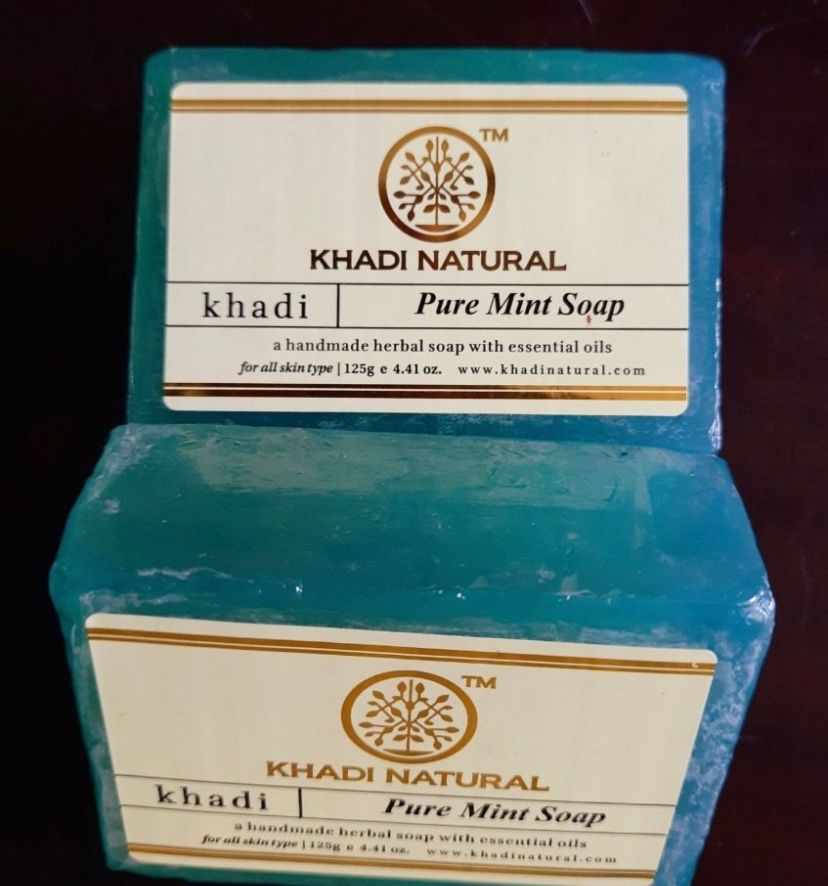 TM
KHADI NATURAL
khadi Pure Mint Soap
a handmade herbal soap with essential oils
for all skin type | 125g e 4.41 oz. www.khadinatural.com
TM
KHADI NATURAL
khadi Pure Mint Soap
a handmade herbal soap with essential oils
for all skin type | 125g e 4.41 oz. www.khadinatural.com